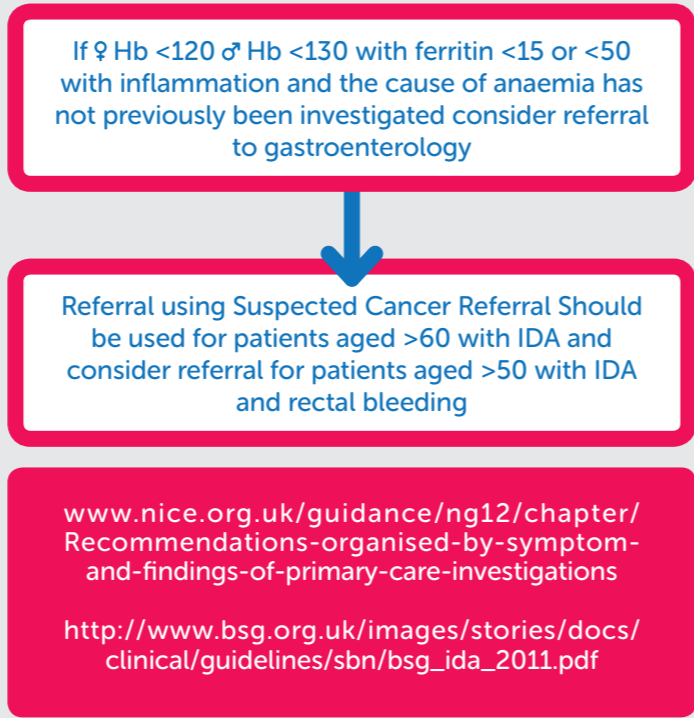 If ♀ Hb <120 ♂ Hb <130 with ferritin <15 or <50
with inflammation and the cause of anaemia has
not previously been investigated consider referral
to gastroenterology
Referral using Suspected Cancer Referral Should
be used for patients aged >60 with IDA and
consider referral for patients aged >50 with IDA
and rectal bleeding
www.nice.org.uk/guidance/ng12/chapter/
Recommendations-organised-by-symptom-
and-findings-of-primary-care-investigations
http://www.bsg.org.uk/images/stories/docs/
clinical/guidelines/sbn/bsg_ida_2011.pdf